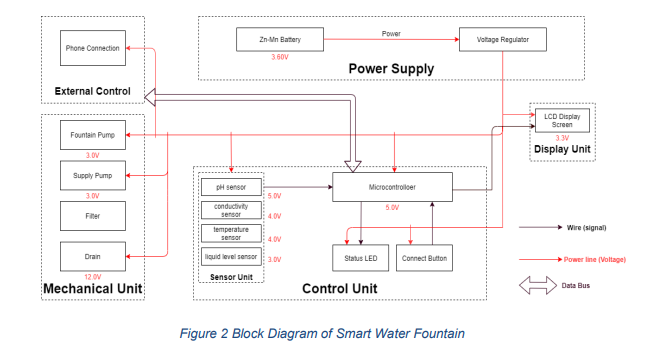 Phone Connection
External Control
Zn-Mn Battery
3.60V
Power
Voltage Regulator
Power Supply
LCD Display
Screen
3.3V
Display Unit
Fountain Pump
3.0V
Supply Pump
3.0V
Filter
Drain
12.0V
Mechanical Unit
pH sensor
5.0V
conductivity
sensor
4.0V
temperature
sensor
4.0V
liquid level sensor
3.0V
Sensor Unit
Microcontrolloer
5.0V
Status LED
Connect Button
Control Unit
Wire (signal)
Power line (Voltage)
Data Bus
Figure 2 Block Diagram of Smart Water Fountain